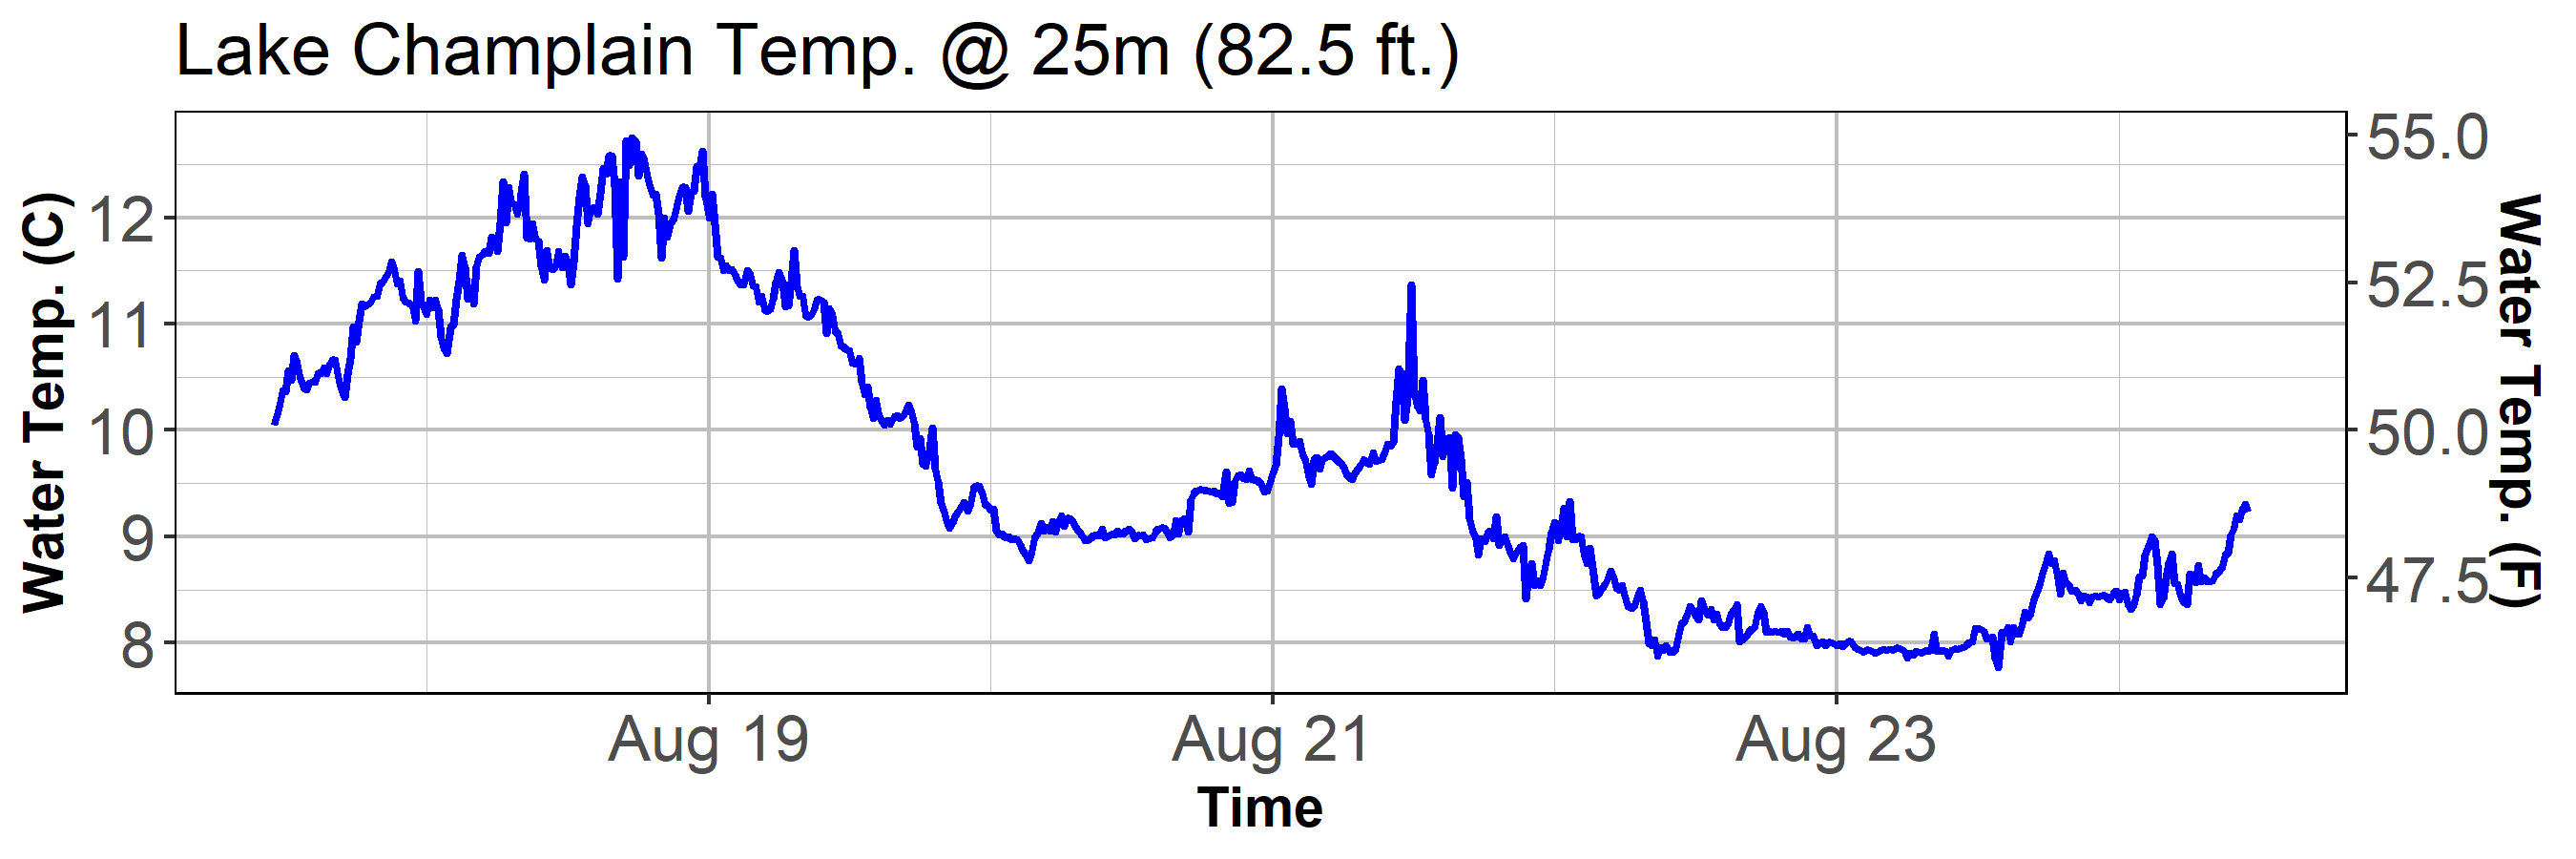 Lake Champlain Temp. @ 25m (82.5 ft.)
Water Temp. (C)
12
11
10
9
8
55.0
52.5
50.0
47.5
Water Temp. (F)
Aug 19 Aug 21 Aug 23
Time